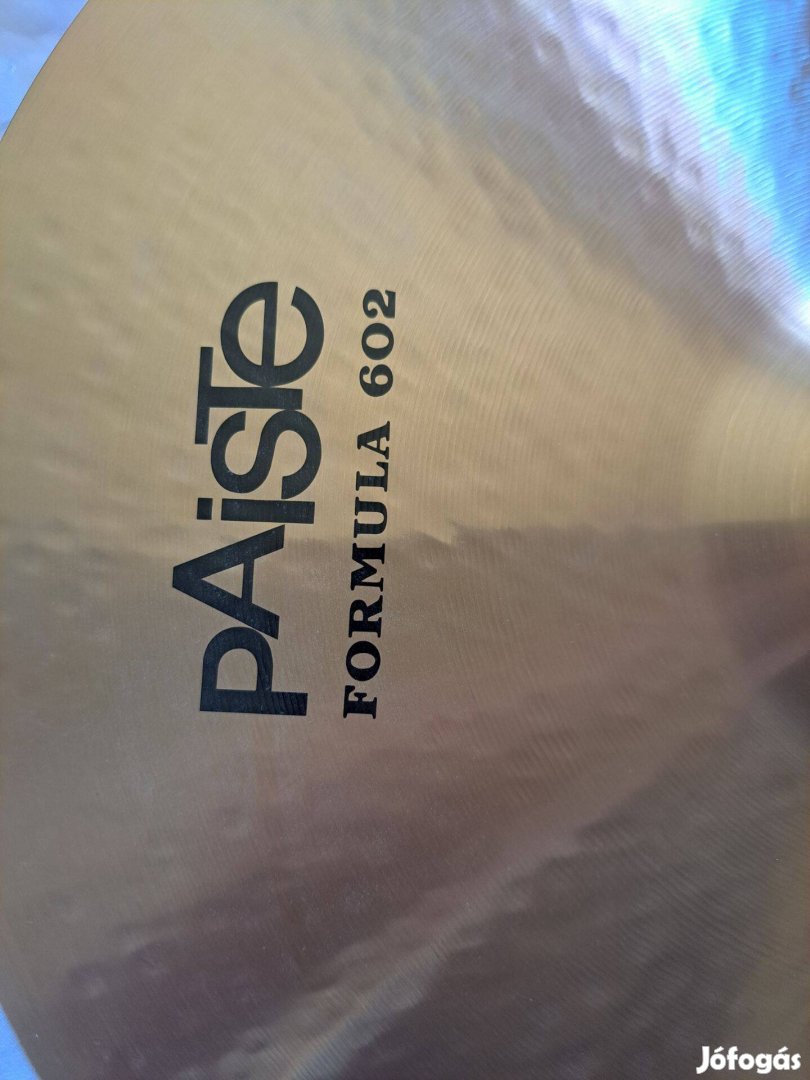 PAiSTe
FORMULA 602
Jófogás